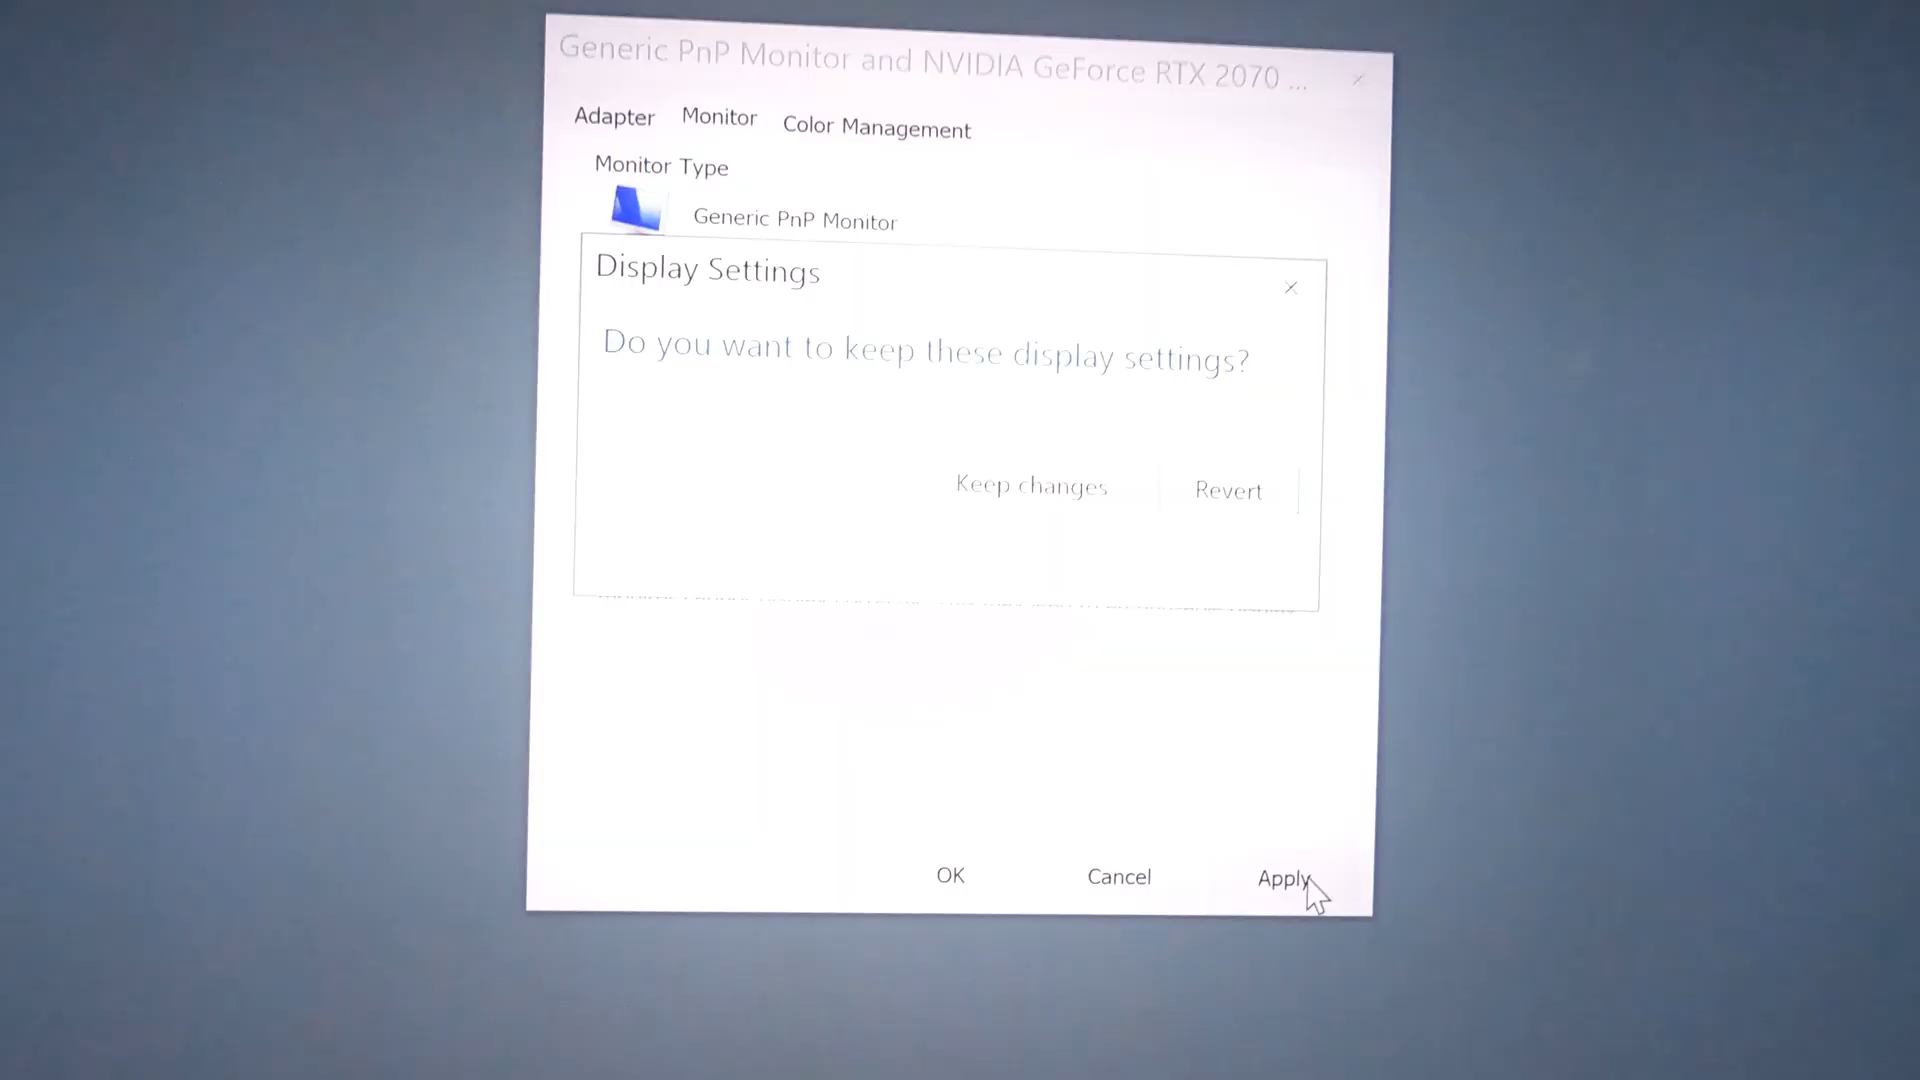 Generic PnP Monitor and NVIDIA GeForce RTX 2070 ...
Adapter Monitor Color Management
Monitor Type
Generic PnP Monitor
Display Settings
Do you want to keep these display settings?
Keep changes Revert
OK Cancel Apply